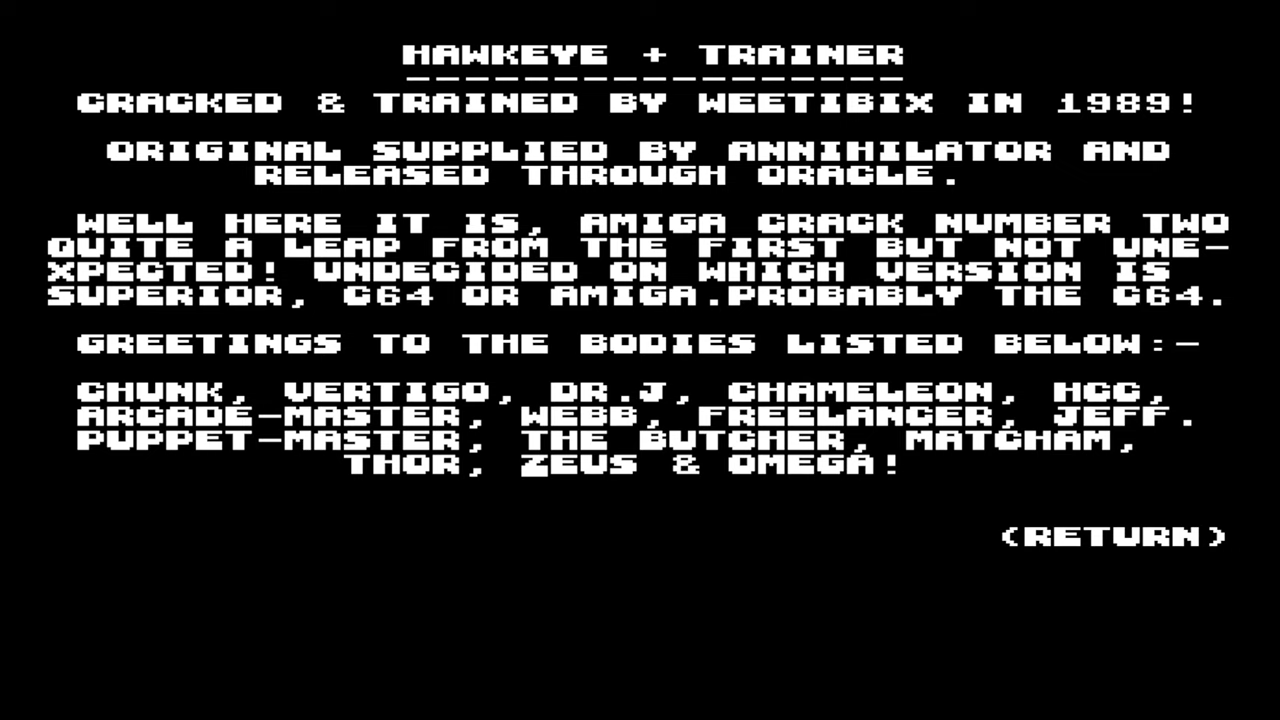 HAWKEYE + TRAINER
-----------------
CRACKED & TRAINED BY WEETIBIX IN 1989!
ORIGINAL SUPPLIED BY ANNIHILATOR AND
RELEASED THROUGH ORACLE.
WELL HERE IT IS, AMIGA CRACK NUMBER TWO
QUITE A LEAP FROM THE FIRST BUT NOT UNE-
XPECTED! UNDECIDED ON WHICH VERSION IS
SUPERIOR, C64 OR AMIGA.PROBABLY THE C64.
GREETINGS TO THE BODIES LISTED BELOW:-
CHUNK, VERTIGO, DR.J, CHAMELEON, HCC,
ARCADE-MASTER, WEBB, FREELANCER, JEFF.
PUPPET-MASTER, THE BUTCHER, MATCHAM,
THOR, ZEUS & OMEGA!
(RETURN)